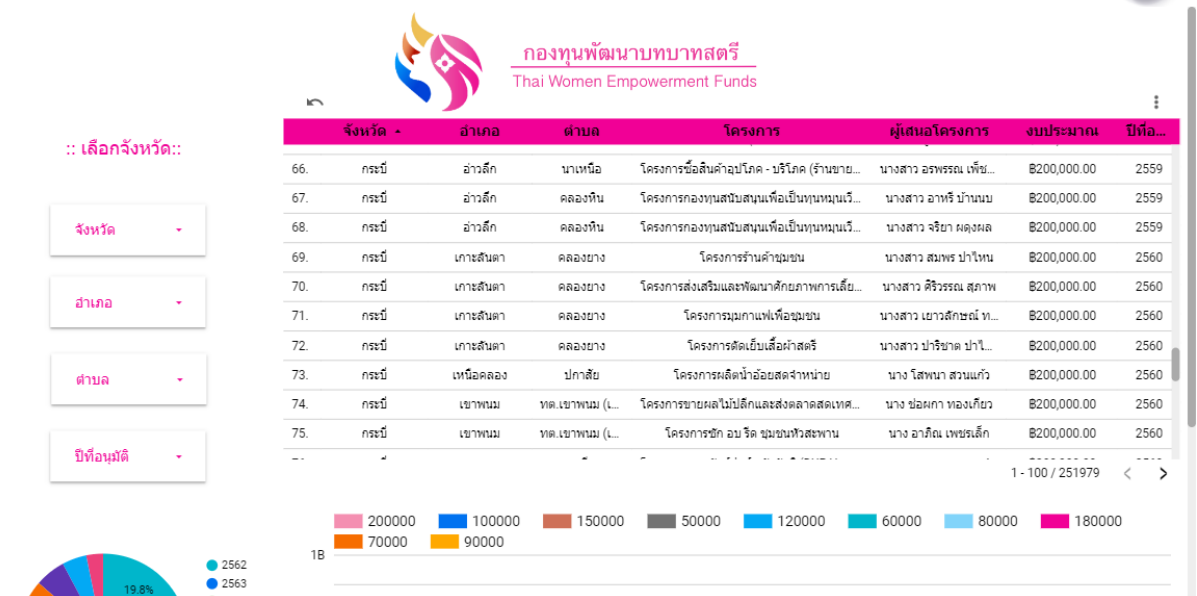 กองทุนพัฒนาบทบาทสตรี
Thai Women Empowerment Funds
:: เลือกจังหวัด::
จังหวัด
อำเภอ
ตำบล
ปีที่อนุมัติ
จังหวัด อำเภอ ตำบล โครงการ ผู้เสนอโครงการ งบประมาณ ปีที่อ...
66. กระบี่ อ่าวลึก นาเหนือ โครงการซื้อสินค้าอุปโภค - บริโภค (ร้านขาย... นางสาว อรพรรณ เพ็ช... ฿200,000.00 2559
67. กระบี่ อ่าวลึก คลองหิน โครงการกองทุนสนับสนุนเพื่อเป็นทุนหมุนเวี... นางสาว อาหรี บ้านนบ ฿200,000.00 2559
68. กระบี่ อ่าวลึก คลองหิน โครงการกองทุนสนับสนุนเพื่อเป็นทุนหมุนเวี... นางสาว จริยา ผดุงผล ฿200,000.00 2559
69. กระบี่ เกาะลันตา คลองยาง โครงการร้านค้าชุมชน นางสาว สมพร ปาไหน ฿200,000.00 2560
70. กระบี่ เกาะลันตา คลองยาง โครงการส่งเสริมและพัฒนาศักยภาพการเลี้ย... นางสาว ศิริวรรณ สุภาพ ฿200,000.00 2560
71. กระบี่ เกาะลันตา คลองยาง โครงการมุมกาแฟเพื่อชุมชน นางสาว เยาวลักษณ์ ท... ฿200,000.00 2560
72. กระบี่ เกาะลันตา คลองยาง โครงการตัดเย็บเสื้อผ้าสตรี นางสาว ปาริชาต ปาไ... ฿200,000.00 2560
73. กระบี่ เหนือคลอง ปกาสัย โครงการผลิตน้ำอ้อยสดจำหน่าย นาง โสพนา สวนแก้ว ฿200,000.00 2560
74. กระบี่ เขาพนม ทต.เขาพนม (เ... โครงการขายผลไม้ปลีกและส่งตลาดสดเทศ... นาง ช่อผกา ทองเกียว ฿200,000.00 2560
75. กระบี่ เขาพนม ทต.เขาพนม (เ... โครงการซัก อบ รีด ชุมชนหัวสะพาน นาง อาภิณ เพชรเล็ก ฿200,000.00 2560
1 - 100 / 251979
200000 100000 150000 50000 120000 60000 80000 180000
70000 90000
1B
2562
2563
19.8%